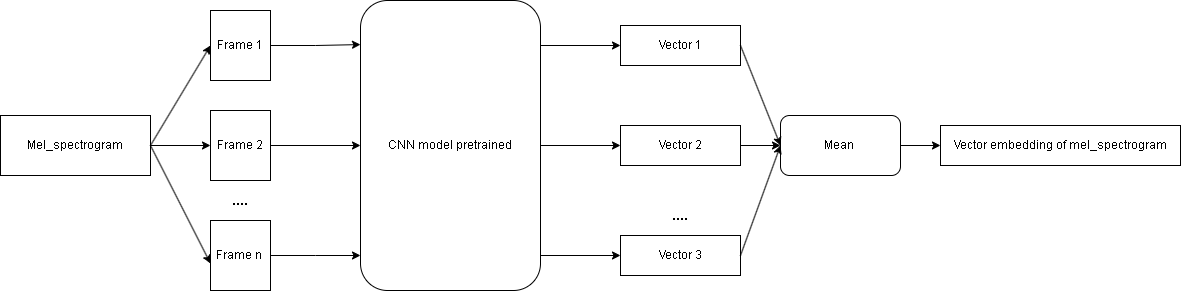 Frame 1
Vector 1
Mel_spectrogram
Frame 2
CNN model pretrained
Vector 2
Mean
Vector embedding of mel_spectrogram
....
....
Frame n
Vector 3